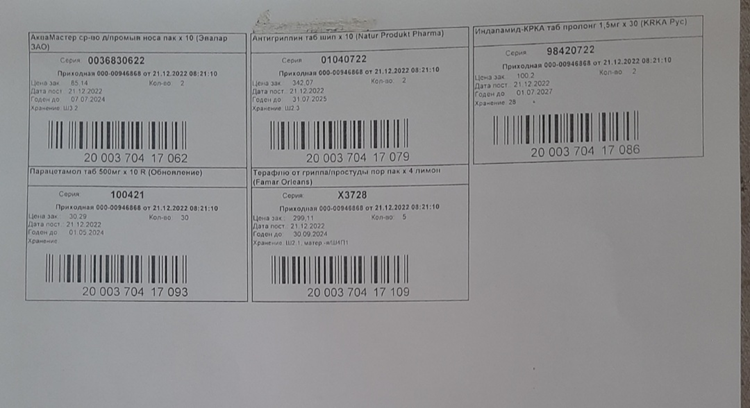 АкваМастер ср-во д/промыв носа пак х 10 (Эвалар
ЗАО)
Серия 0036830622
Приходная 000-00946868 от 21.12.2022 08:21:10
Цена зак. 85.14 Кол-во: 2
Дата пост. 21.12.2022
Годен до 07.07.2024
Хранение: Ш3.2
20 003 704 17 062
Антигриппин таб шип х 10 (Natur Produkt Pharma)
Серия: 01040722
Приходная 000-00946868 от 21.12.2022 08:21:10
Цена зак.: 342.07 Кол-во: 2
Дата пост. 21.12.2022
Годен до: 31.07.2025
Хранение: Ш2.3
20 003 704 17 079
Индапамид-КРКА таб пролонг 1,5мг х 30 (KRKA Рус)
Серия: 98420722
Приходная 000-00946868 от 21.12.2022 08:21:10
Цена зак.: 100.2 Кол-во: 2
Дата пост.: 21.12.2022
Годен до: 01.07.2027
Хранение: 28
20 003 704 17 086
Парацетамол таб 500мг х 10 R (Обновление)
Серия: 100421
Приходная 000-00946868 от 21.12.2022 08:21:10
Цена зак.: 30.29 Кол-во: 30
Дата пост.: 21.12.2022
Годен до: 01.05.2024
Хранение:
20 003 704 17 093
Терафлю от гриппа/простуды пор пак х 4 лимон
(Famar Orleans)
Серия: X3728
Приходная 000-00946868 от 21.12.2022 08:21:10
Цена зак.: 299.11 Кол-во: 5
Дата пост.: 21.12.2022
Годен до: 30.09.2024
Хранение: Ш2.1, матер
20 003 704 17 109